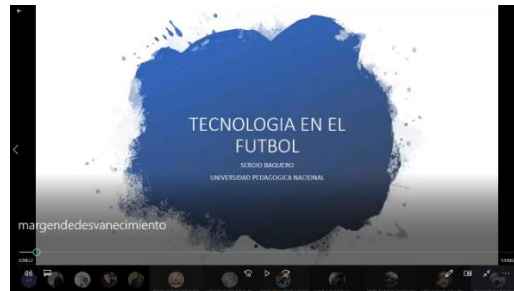 TECNOLOGIA EN EL
FUTBOL
SERGIO BAQUERO
UNIVERSIDAD PEDAGOGICA NACIONAL
margendedesvanecimiento